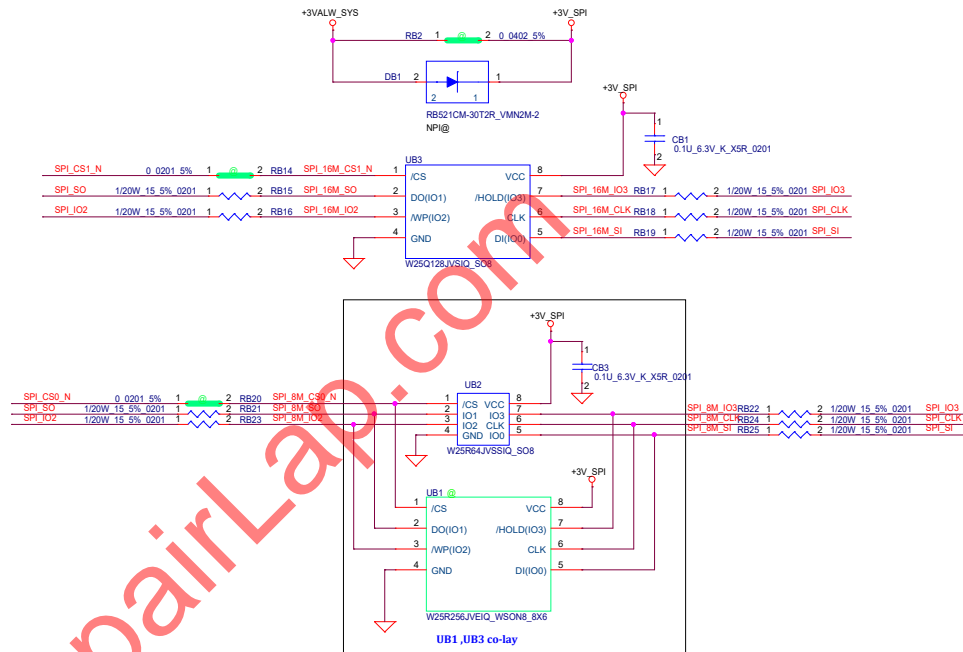 +3VALW_SYS +3V_SPI
RB2 1 @ 2 0_0402_5%
DB1 2 1
2 1
RB521CM-30T2R_VMN2M-2
NPI@
+3V_SPI
1
CB1
0.1U_6.3V_K_X5R_0201
2
UB3
SPI_CS1_N 0_0201_5% 1 @ 2 RB14 SPI_16M_CS1_N 1 /CS VCC 8
SPI_SO 1/20W_15_5%_0201 1 2 RB15 SPI_16M_SO 2 DO(IO1) /HOLD(IO3) 7 SPI_16M_IO3 RB17 1 2 1/20W_15_5%_0201 SPI_IO3
SPI_IO2 1/20W_15_5%_0201 1 2 RB16 SPI_16M_IO2 3 /WP(IO2) CLK 6 SPI_16M_CLK RB18 1 2 1/20W_15_5%_0201 SPI_CLK
4 GND DI(IO0) 5 SPI_16M_SI RB19 1 2 1/20W_15_5%_0201 SPI_SI
W25Q128JVSIQ_SO8
+3V_SPI
1
CB3
0.1U_6.3V_K_X5R_0201
2
UB2
SPI_CS0_N 0_0201_5% 1 @ 2 RB20 SPI_8M_CS0_N 1 /CS VCC 8
SPI_SO 1/20W_15_5%_0201 1 2 RB21 SPI_8M_SO 2 IO1 IO3 7 SPI_8M_IO3 RB22 1 2 1/20W_15_5%_0201 SPI_IO3
SPI_IO2 1/20W_15_5%_0201 1 2 RB23 SPI_8M_IO2 3 IO2 CLK 6 SPI_8M_CLK RB24 1 2 1/20W_15_5%_0201 SPI_CLK
4 GND IO0 5 SPI_8M_SI RB25 1 2 1/20W_15_5%_0201 SPI_SI
W25R64JVSSIQ_SO8
+3V_SPI
UB1 @
1 /CS VCC 8
2 DO(IO1) /HOLD(IO3) 7
3 /WP(IO2) CLK 6
4 GND DI(IO0) 5
W25R256JVEIQ_WSON8_8X6
UB1 ,UB3 co-lay
pairLap.com